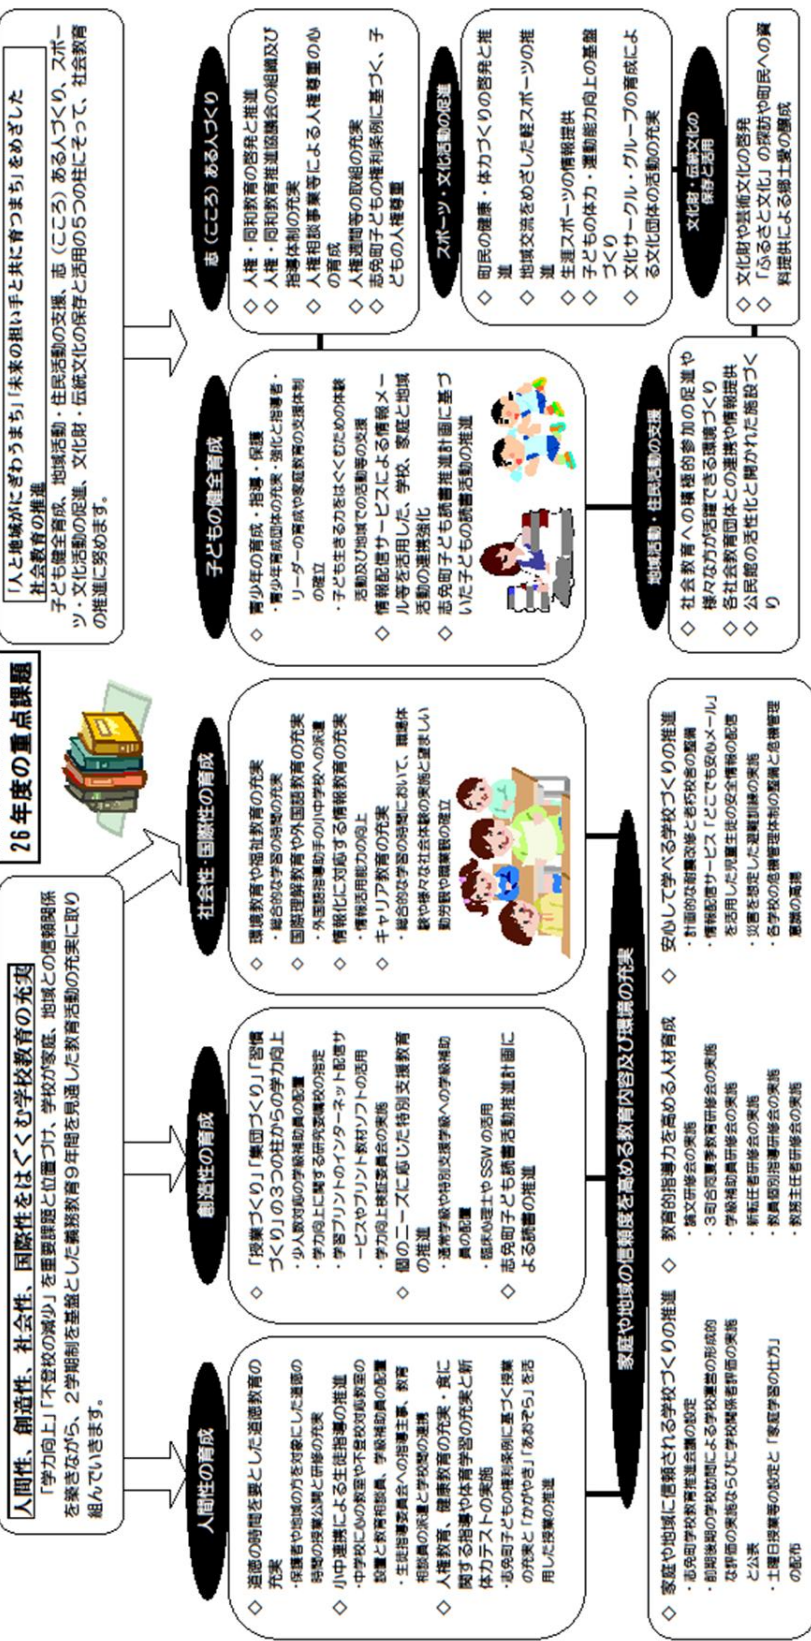 26年度の重点課題
人間性、創造性、社会性、国際性をはぐくむ学校教育の充実
「学力向上」「不登校の減少」を重要課題と位置づけ、学校が家庭、地域との信頼関係
を築きながら、2学期制を基盤とした義務教育9年間を見通した教育活動の充実に取り
組んでいきます。
人間性の育成
◇ 道徳の時間を要とした道徳教育の
充実
・保護者や地域の方を対象にした道徳の
時間の授業公開と研修の充実
◇ 小中連携による生徒指導の推進
・中学校に心の教室や不登校対応教室の
設置と教育相談員、学級補助員の配置
・生徒指導委員会への指導主事、教育
相談員の派遣と学校間の連携
◇ 人権教育、健康教育の充実・食に
関する指導や体育学習の充実と新
体力テストの実施
・志免町子どもの権利条例に基づく授業
の充実と「かがやき」「あおぞら」を活
用した授業の推進
創造性の育成
◇ 「授業づくり」「集団づくり」「習慣
づくり」の3つの柱からの学力向上
・少人数対応の学級補助員の配置
・学力向上に関する研究委嘱校の指定
・学習プリントのインターネット配信サ
ービスやプリント教材ソフトの活用
・学力向上検証委員会の実施
◇ 個のニーズに応じた特別支援教育
の推進
・通常学級や特別支援学級への学級補助
員の配置
・臨床心理士や SSW の活用
◇ 志免町子ども読書活動推進計画に
よる読書の推進
社会性・国際性の育成
◇ 環境教育や福祉教育の充実
・総合的な学習の時間の充実
◇ 国際理解教育や外国語教育の充実
・外国語指導助手の小中学校への派遣
◇ 情報化に対応する情報教育の充実
・情報活用能力の向上
◇ キャリア教育の充実
・総合的な学習の時間において、職場体
験や様々な社会体験の実施と望ましい
勤労観や職業観の確立
家庭や地域の信頼度を高める教育内容及び環境の充実
◇ 家庭や地域に信頼される学校づくりの推進
・志免町学校教育推進会議の設定
・前期後期の学校訪問による学校運営の形成的
な評価の実施ならびに学校関係者評価の実施
と公表
・土曜日授業等の設定と「家庭学習の仕方」
の配布
◇ 教育的指導力を高める人材育成
・論文研修会の実施
・3町合同夏季教育研修会の実施
・学級補助員研修会の実施
・新転任者研修会の実施
・教員個別指導研修会の実施
・教務主任者研修会の実施
◇ 安心して学べる学校づくりの推進
・計画的な耐震改修と老朽校舎の整備
・情報配信サービス「どこでも安心メール」
を活用した児童生徒の安全情報の配信
・災害を想定した避難訓練の実施
・各学校の危機管理体制の整備と危機管理
意識の高揚
「人と地域がにぎわうまち」「未来の担い手と共に育つまち」をめざした
社会教育の推進
子ども健全育成、地域活動・住民活動の支援、志（こころ）ある人づくり、スポー
ツ・文化活動の促進、文化財・伝統文化の保存と活用の5つの柱にそって、社会教育
の推進に努めます。
子どもの健全育成
◇ 青少年の育成・指導・保護
・青少年育成団体の充実・強化と指導者・
リーダーの育成や家庭教育の支援体制
の確立
・子ども生きる力をはぐくむための体験
活動及び地域での活動等の支援
◇ 情報配信サービスによる情報メー
ル等を活用した、学校、家庭と地域
活動の連携強化
◇ 志免町子ども読書推進計画に基づ
いた子どもの読書活動の推進
志（こころ）ある人づくり
◇ 人権・同和教育の啓発と推進
◇ 人権・同和教育推進協議会の組織及び
指導体制の充実
◇ 人権相談事業等による人権尊重の心
の育成
◇ 人権週間等の取組の充実
◇ 志免町子どもの権利条例に基づく、子
どもの人権尊重
スポーツ・文化活動の促進
◇ 町民の健康・体力づくりの啓発と推
進
◇ 地域交流をめざした軽スポーツの推
進
◇ 生涯スポーツの情報提供
◇ 子どもの体力・運動能力向上の基盤
づくり
◇ 文化サークル・グループの育成によ
る文化団体の活動の充実
地域活動・住民活動の支援
◇ 社会教育への積極的参加の促進や
様々な方が活躍できる環境づくり
◇ 各社会教育団体との連携や情報提供
◇ 公民館の活性化と開かれた施設づく
り
文化財・伝統文化の
保存と活用
◇ 文化財や芸術文化の啓発
◇ 「ふるさと文化」の探訪や町民への資
料提供による郷土愛の醸成